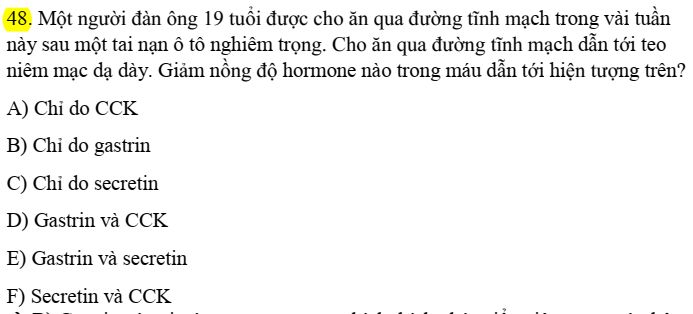 48. Một người đàn ông 19 tuổi được cho ăn qua đường tĩnh mạch trong vài tuần
này sau một tai nạn ô tô nghiêm trọng. Cho ăn qua đường tĩnh mạch dẫn tới teo
niêm mạc dạ dày. Giảm nồng độ hormone nào trong máu dẫn tới hiện tượng trên?
A) Chỉ do CCK
B) Chỉ do gastrin
C) Chỉ do secretin
D) Gastrin và CCK
E) Gastrin và secretin
F) Secretin và CCK